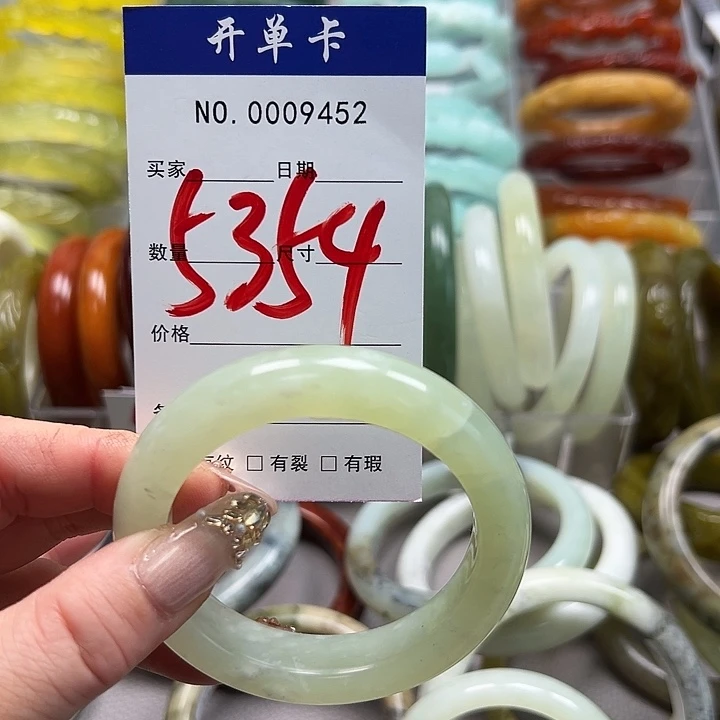 开单卡
NO. 0009452
买家 日期
5354
数量 尺寸
价格
纹 □ 有裂 □ 有瑕